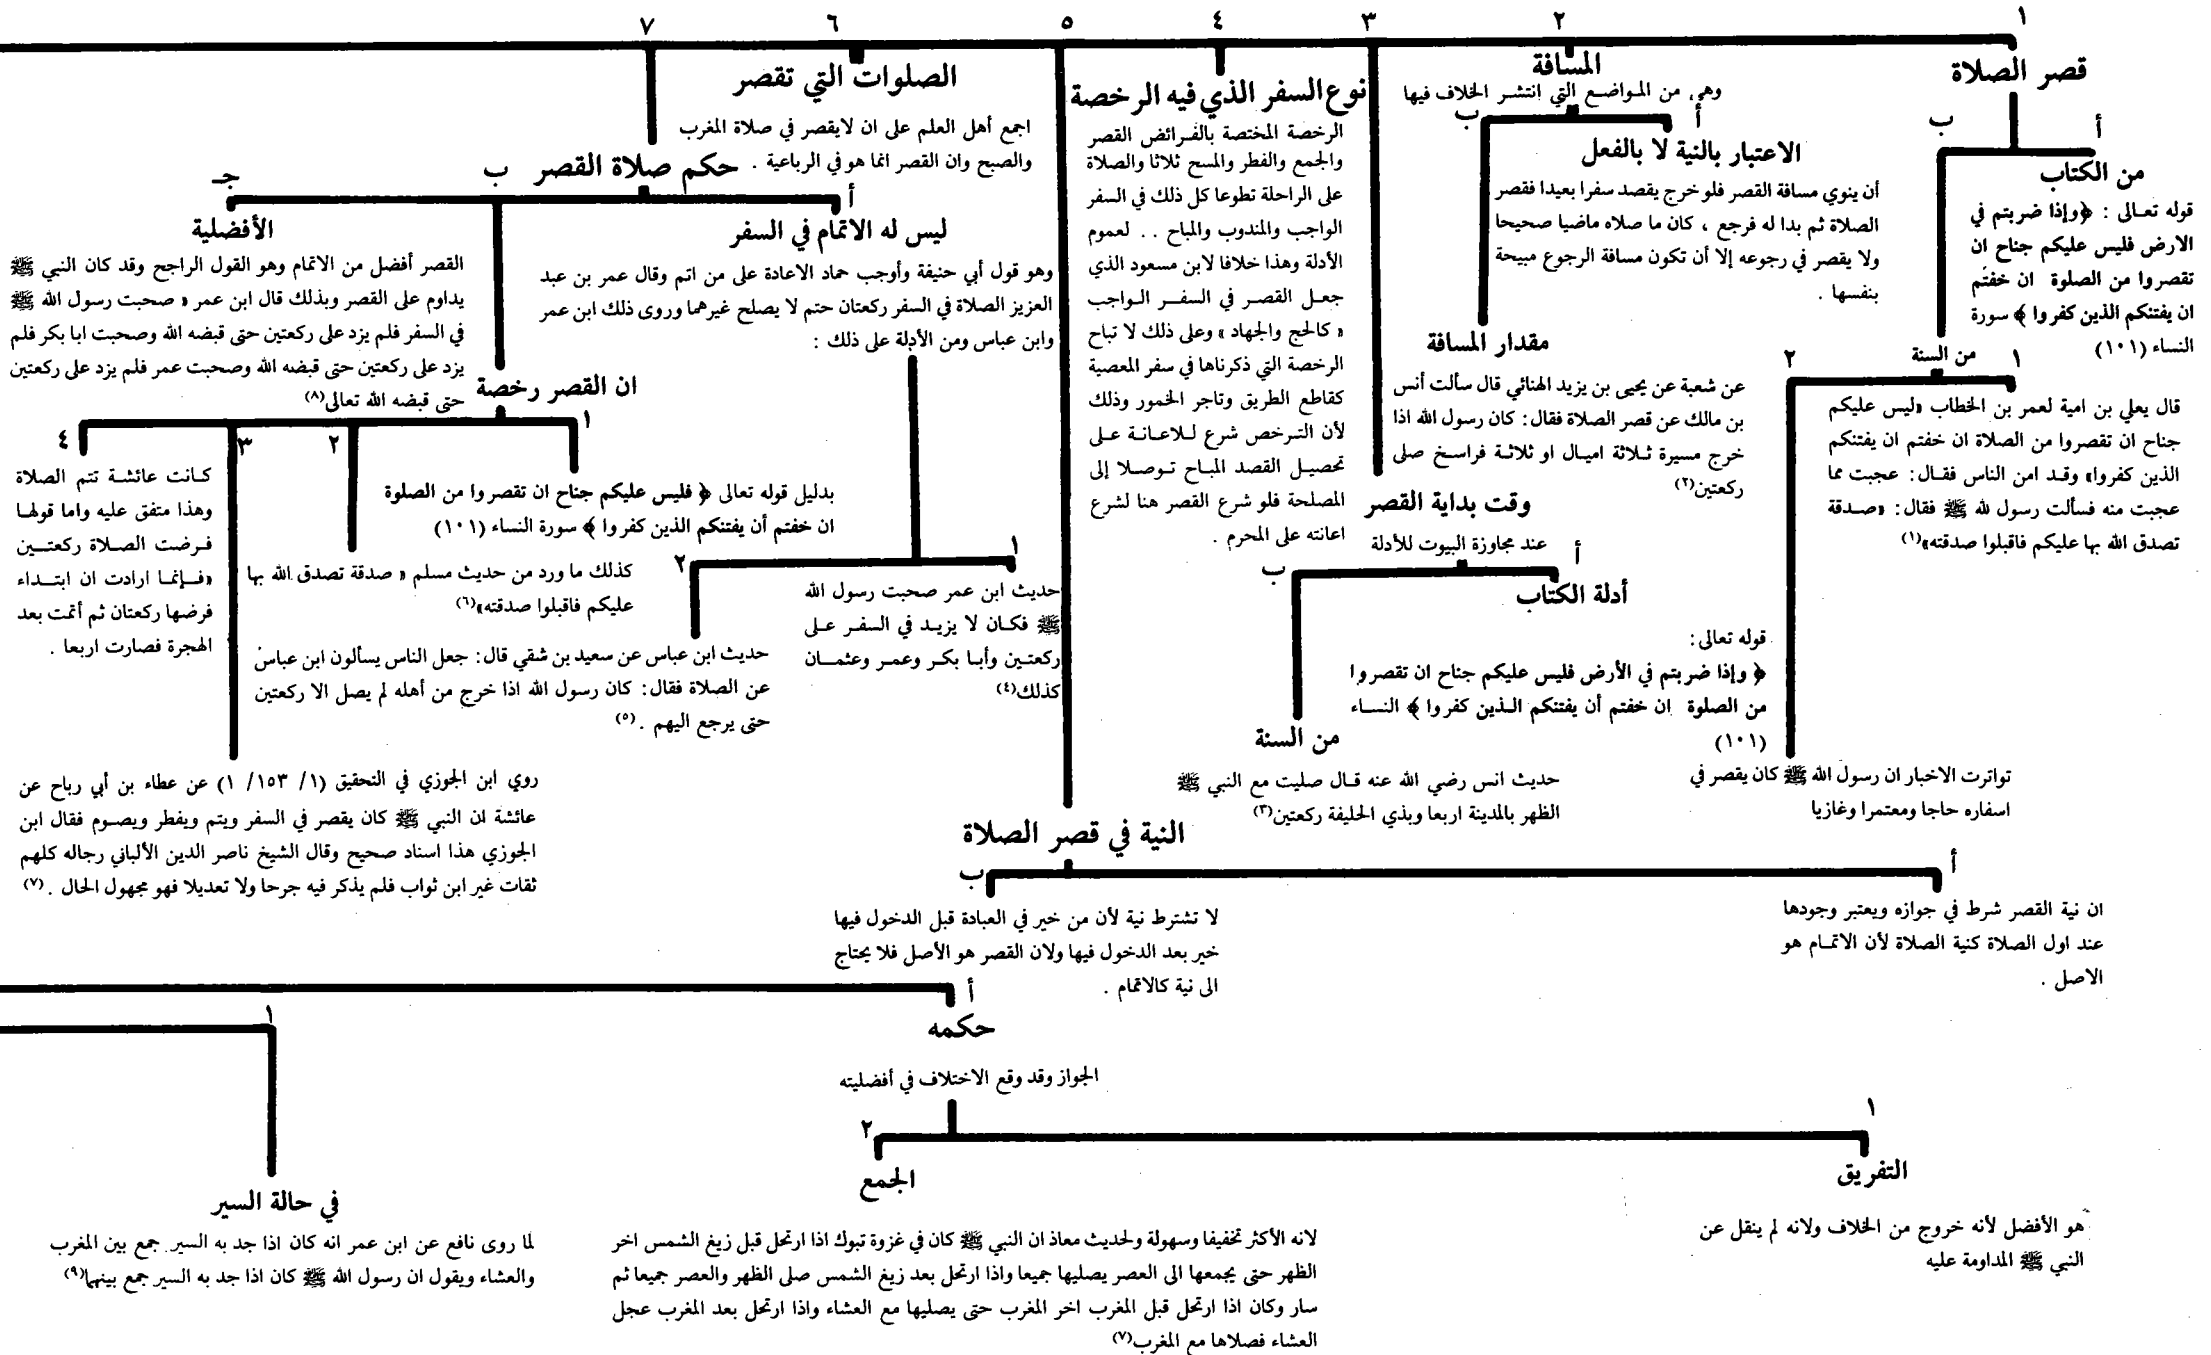 ١
قصر الصلاة
أ
من الكتاب
قوله تعالى : ﴿وإذا ضربتم في
الارض فليس عليكم جناح ان
تقصروا من الصلوة ان خفتم
ان يفتنكم الذين كفروا ﴾ سورة
النساء (١٠١)
ب
من السنة
١
قال يعلي بن امية لعمر بن الخطاب «ليس عليكم
جناح ان تقصروا من الصلاة ان خفتم ان يفتنكم
الذين كفروا» وقد امن الناس فقال: عجبت مما
عجبت منه فسألت رسول لله ﷺ فقال: «صدقة
تصدق الله بها عليكم فاقبلوا صدقته»(١)
٢
تواترت الاخبار ان رسول الله ﷺ كان يقصر في
اسفاره حاجا ومعتمرا وغازيا
٢
المسافة
وهي من المواضع التي انتشر الخلاف فيها
أ
الاعتبار بالنية لا بالفعل
أن ينوي مسافة القصر فلو خرج يقصد سفرا بعيدا فقصر
الصلاة ثم بدا له فرجع ، كان ما صلاه ماضيا صحيحا
ولا يقصر في رجوعه إلا أن تكون مسافة الرجوع مبيحة
بنفسها .
ب
مقدار المسافة
عن شعبة عن يحيى بن يزيد الهنائي قال سألت أنس
بن مالك عن قصر الصلاة فقال: كان رسول الله اذا
خرج مسيرة ثلاثة اميال او ثلاثة فراسخ صلى
ركعتين(٢)
٣
وقت بداية القصر
عند مجاوزة البيوت للأدلة
أ
أدلة الكتاب
قوله تعالى:
﴿ وإذا ضربتم في الأرض فليس عليكم جناح ان تقصروا
من الصلوة ان خفتم أن يفتنكم الذين كفروا ﴾ النساء
(١٠١)
ب
من السنة
حديث انس رضي الله عنه قال صليت مع النبي ﷺ
الظهر بالمدينة اربعا وبذي الحليفة ركعتين(٣)
٤
نوع السفر الذي فيه الرخصة
الرخصة المختصة بالفرائض القصر
والجمع والفطر والمسح ثلاثا والصلاة
على الراحلة تطوعا كل ذلك في السفر
الواجب والمندوب والمباح .. لعموم
الأدلة وهذا خلافا لابن مسعود الذي
جعل القصر في السفر الواجب
« كالحج والجهاد » وعلى ذلك لا تباح
الرخصة التي ذكرناها في سفر المعصية
كقاطع الطريق وتاجر الخمور وذلك
لأن الترخص شرع للاعانة على
تحصيل القصد المباح توصلا إلى
المصلحة فلو شرع القصر هنا لشرع
اعانته على المحرم .
٥
النية في قصر الصلاة
أ
ان نية القصر شرط في جوازه ويعتبر وجودها
عند اول الصلاة كنية الصلاة لأن الاتمام هو
الاصل .
ب
لا تشترط نية لأن من خير في العبادة قبل الدخول فيها
خير بعد الدخول فيها ولان القصر هو الأصل فلا يحتاج
الى نية كالاتمام .
٦
الصلوات التي تقصر
اجمع أهل العلم على ان لايقصر في صلاة المغرب
والصبح وان القصر انما هو في الرباعية .
٧
حكم صلاة القصر
أ
ليس له الاتمام في السفر
وهو قول أبي حنيفة وأوجب حماد الاعادة على من اتم وقال عمر بن عبد
العزيز الصلاة في السفر ركعتان حتم لا يصلح غيرهما وروى ذلك ابن عمر
وابن عباس ومن الأدلة على ذلك :
١
حديث ابن عمر صحبت رسول الله
ﷺ فكان لا يزيد في السفر على
ركعتين وأبا بكر وعمر وعثمان
كذلك(٤)
٢
حديث ابن عباس عن سعيد بن شقي قال: جعل الناس يسألون ابن عباس
عن الصلاة فقال: كان رسول الله اذا خرج من أهله لم يصل الا ركعتين
حتى يرجع اليهم .(٥)
ب
ان القصر رخصة
١
بدليل قوله تعالى ﴿ فليس عليكم جناح ان تقصروا من الصلوة
ان خفتم أن يفتنكم الذين كفروا ﴾ سورة النساء (١٠١)
٢
كذلك ما ورد من حديث مسلم « صدقة تصدق الله بها
عليكم فاقبلوا صدقته»(٦)
٣
روي ابن الجوزي في التحقيق (١/ ١٥٣/ ١) عن عطاء بن أبي رباح عن
عائشة ان النبي ﷺ كان يقصر في السفر ويتم ويفطر ويصوم فقال ابن
الجوزي هذا اسناد صحيح وقال الشيخ ناصر الدين الألباني رجاله كلهم
ثقات غير ابن ثواب فلم يذكر فيه جرحا ولا تعديلا فهو مجهول الحال .(٧)
٤
كانت عائشة تتم الصلاة
وهذا متفق عليه واما قولها
فرضت الصلاة ركعتين
«فإنما ارادت ان ابتداء
فرضها ركعتان ثم أتمت بعد
الهجرة فصارت اربعا .
جـ
الأفضلية
القصر أفضل من الاتمام وهو القول الراجح وقد كان النبي ﷺ
يداوم على القصر وبذلك قال ابن عمر « صحبت رسول الله ﷺ
في السفر فلم يزد على ركعتين حتى قبضه الله وصحبت ابا بكر فلم
يزد على ركعتين حتى قبضه الله وصحبت عمر فلم يزد على ركعتين
حتى قبضه الله تعالى(٨)
أ
حكمه
الجواز وقد وقع الاختلاف في أفضليته
١
التفريق
هو الأفضل لأنه خروج من الخلاف ولانه لم ينقل عن
النبي ﷺ المداومة عليه
٢
الجمع
لانه الأكثر تخفيفا وسهولة ولحديث معاذ ان النبي ﷺ كان في غزوة تبوك اذا ارتحل قبل زيغ الشمس اخر
الظهر حتى يجمعها الى العصر يصليها جميعا واذا ارتحل بعد زيغ الشمس صلى الظهر والعصر جميعا ثم
سار وكان اذا ارتحل قبل المغرب اخر المغرب حتى يصليها مع العشاء واذا ارتحل بعد المغرب عجل
العشاء فصلاها مع المغرب(٧)
١
في حالة السير
لما روى نافع عن ابن عمر انه كان اذا جد به السير جمع بين المغرب
والعشاء ويقول ان رسول الله ﷺ كان اذا جد به السير جمع بينهما(٩)